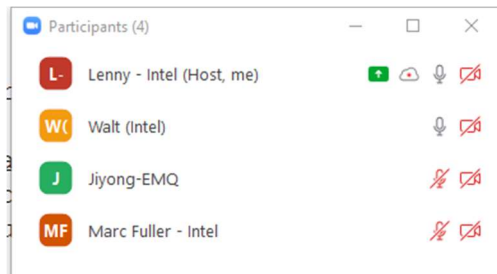 Participants (4)
L- Lenny - Intel (Host, me)
W( Walt (Intel)
J Jiyong-EMQ
MF Marc Fuller - Intel